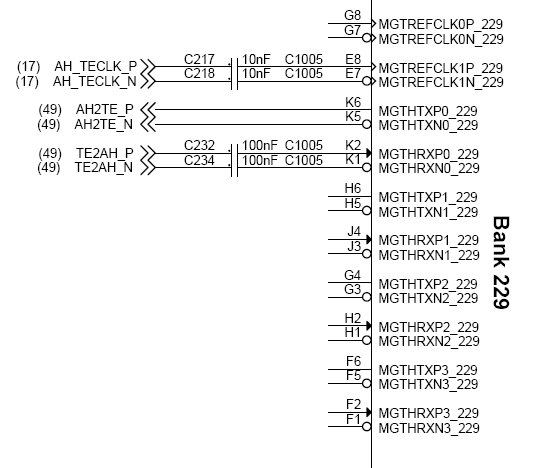 G8 MGTREFCLK0P_229
G7 MGTREFCLK0N_229
(17) AH_TECLK_P C217 10nF C1005 E8 MGTREFCLK1P_229
(17) AH_TECLK_N C218 10nF C1005 E7 MGTREFCLK1N_229
(49) AH2TE_P K6 MGTHTXP0_229
(49) AH2TE_N K5 MGTHTXN0_229
(49) TE2AH_P C232 100nF C1005 K2 MGTHRXP0_229
(49) TE2AH_N C234 100nF C1005 K1 MGTHRXN0_229
H6 MGTHTXP1_229
H5 MGTHTXN1_229
J4 MGTHRXP1_229
J3 MGTHRXN1_229
G4 MGTHTXP2_229
G3 MGTHTXN2_229
H2 MGTHRXP2_229
H1 MGTHRXN2_229
F6 MGTHTXP3_229
F5 MGTHTXN3_229
F2 MGTHRXP3_229
F1 MGTHRXN3_229
Bank 229